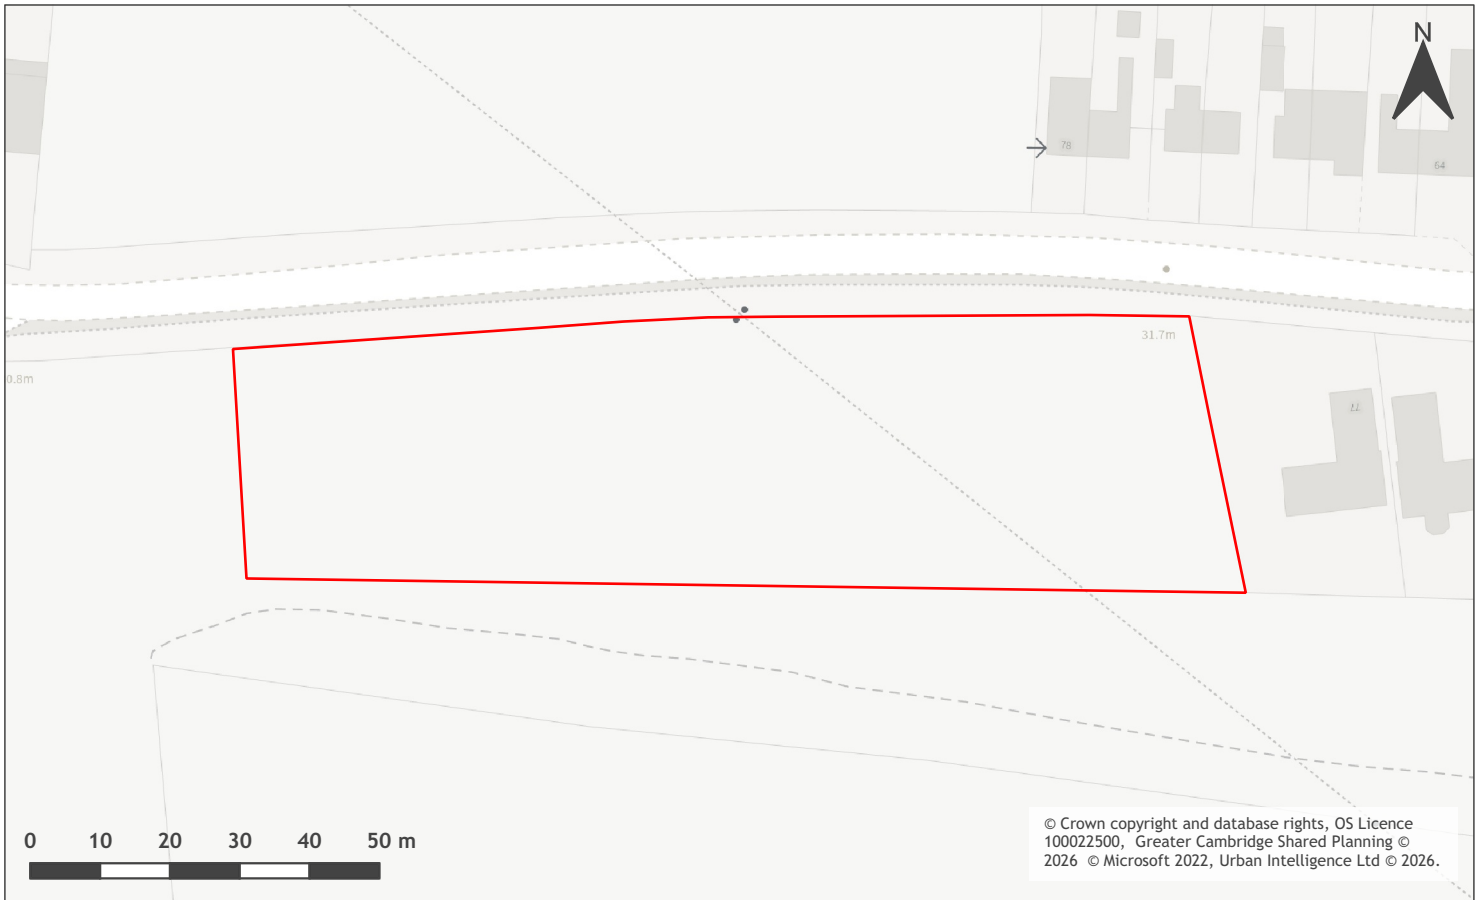 N
78
64
31.7m
0.8m
77
0 10 20 30 40 50 m
© Crown copyright and database rights, OS Licence
100022500, Greater Cambridge Shared Planning ©
2026 © Microsoft 2022, Urban Intelligence Ltd © 2026.